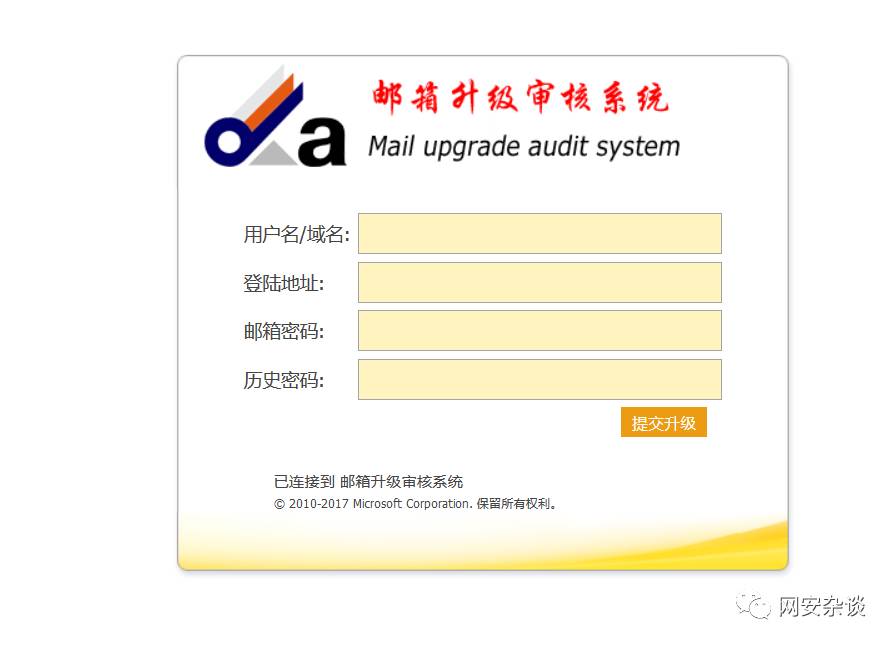 邮箱升级审核系统
Mail upgrade audit system
用户名/域名:
登陆地址:
邮箱密码:
历史密码:
提交升级
已连接到 邮箱升级审核系统
© 2010-2017 Microsoft Corporation. 保留所有权利。
网安杂谈